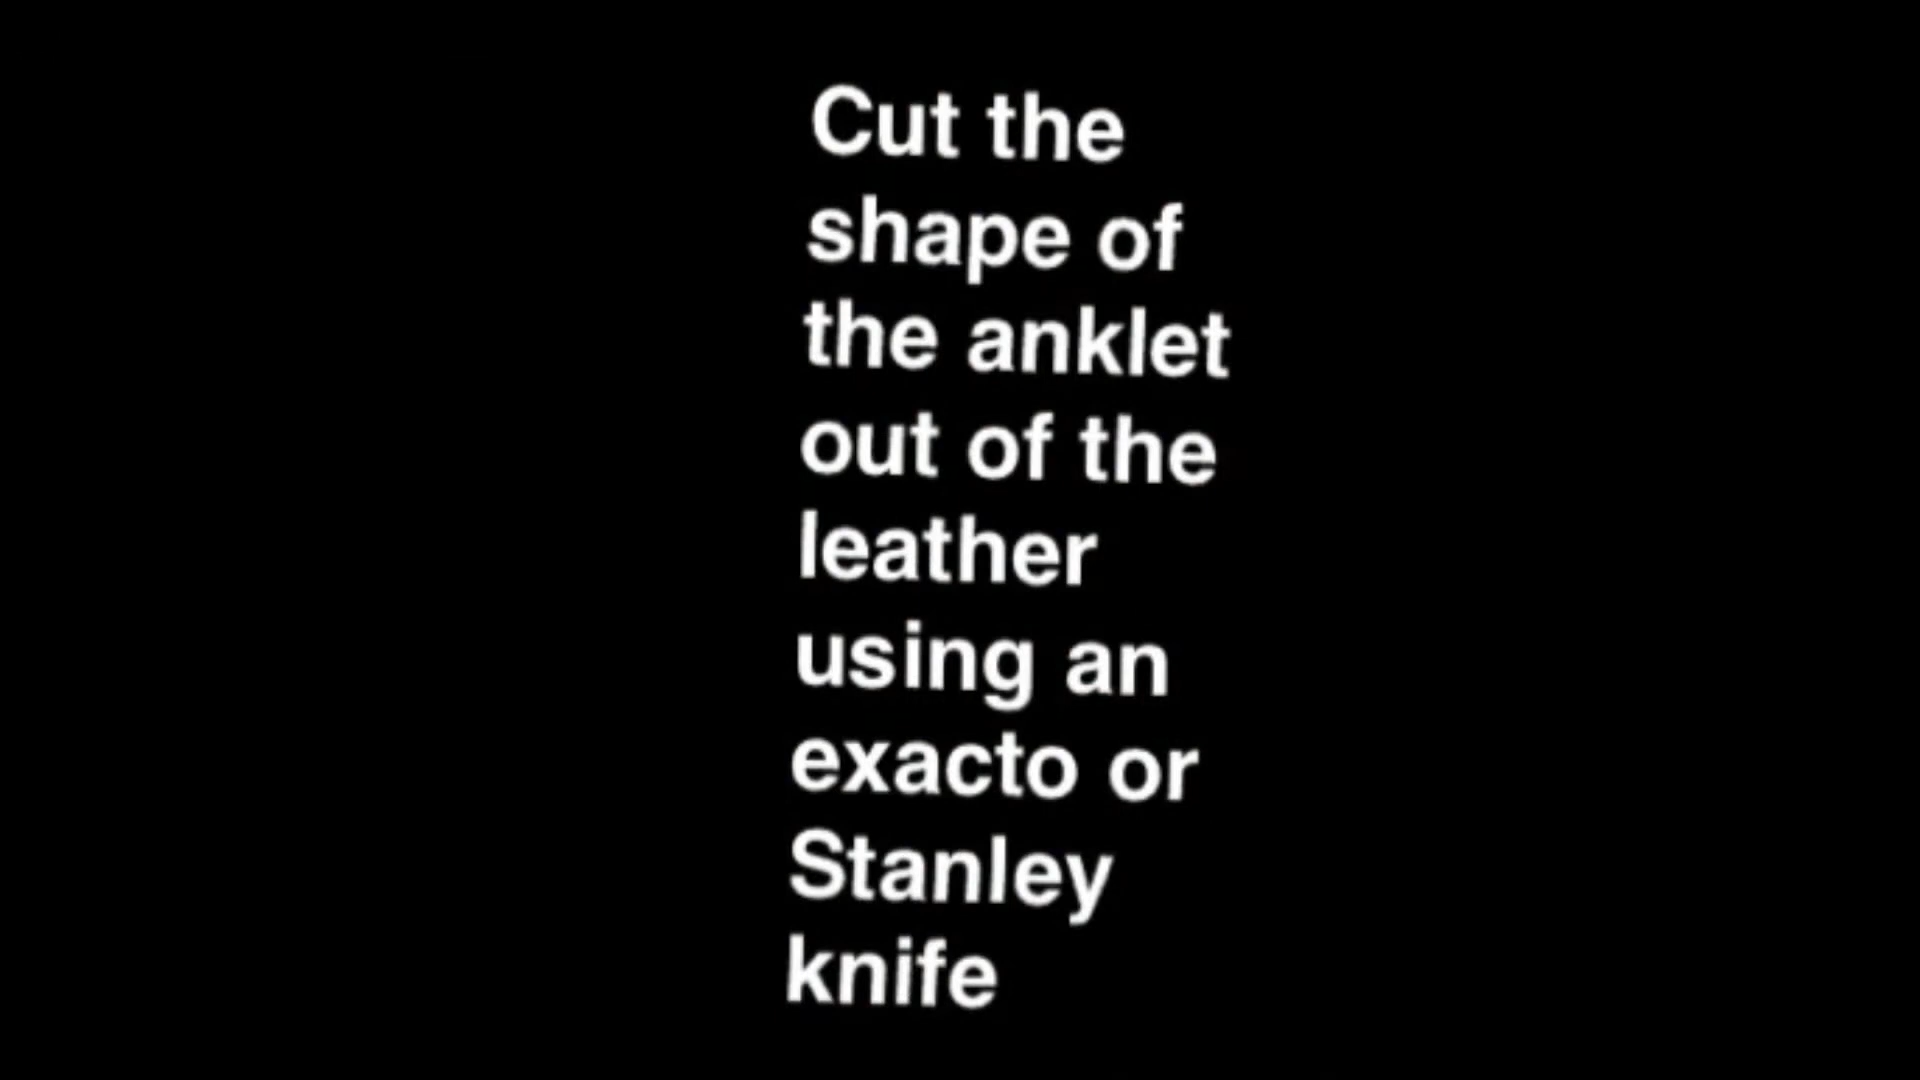 Cut the
shape of
the anklet
out of the
leather
using an
exacto or
Stanley
knife